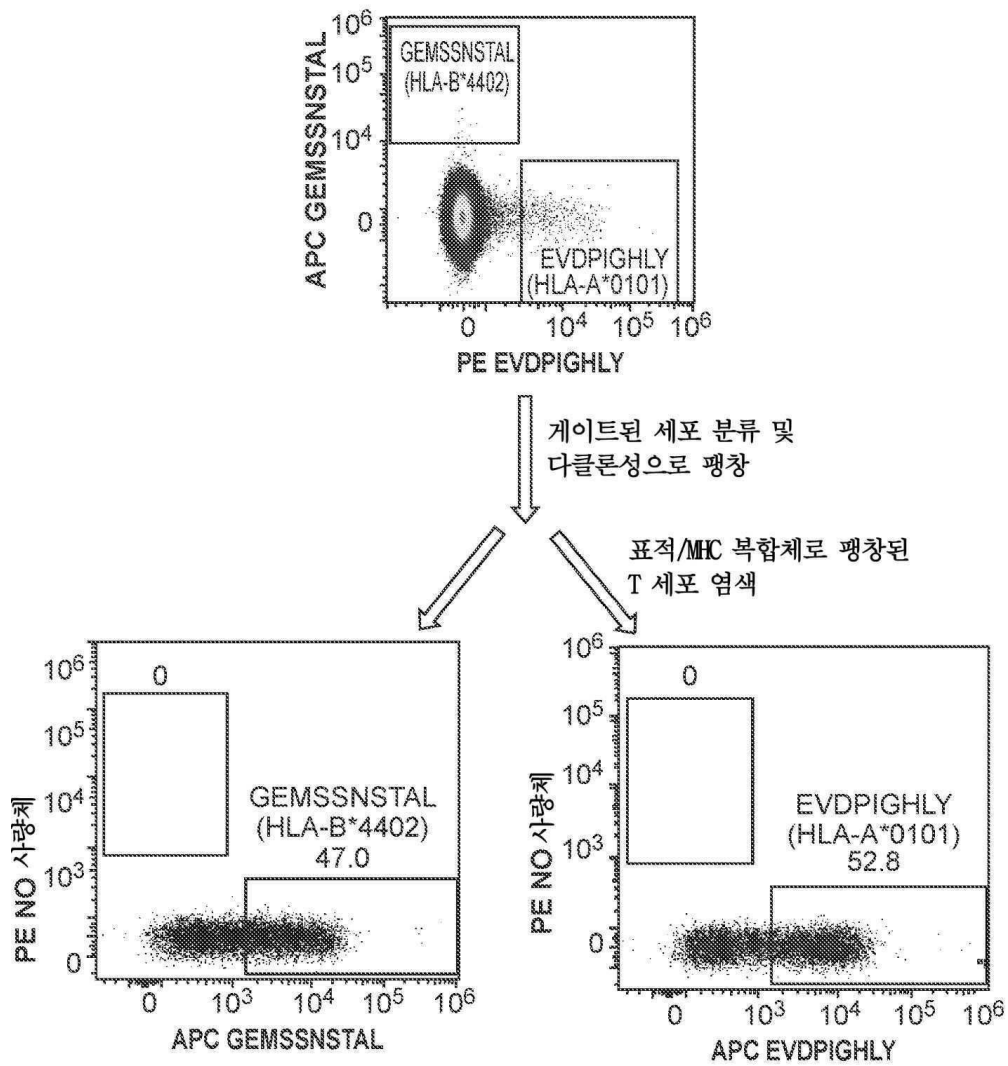 APC GEMSSNSTAL
10⁶
10⁵
10⁴
0
GEMSSNSTAL
(HLA-B*4402)
EVDPIGHLY
(HLA-A*0101)
0
10⁴
10⁵
10⁶
PE EVDPIGHLY
게이트된 세포 분류 및
다클론성으로 팽창
표적/MHC 복합체로 팽창된
T 세포 염색
PE NO 사량체
10⁶
10⁵
10⁴
10³
0
0
GEMSSNSTAL
(HLA-B*4402)
47.0
0
10³
10⁴
10⁵
10⁶
APC GEMSSNSTAL
PE NO 사량체
10⁶
10⁵
10⁴
10³
0
0
EVDPIGHLY
(HLA-A*0101)
52.8
0
10³
10⁴
10⁵
10⁶
APC EVDPIGHLY